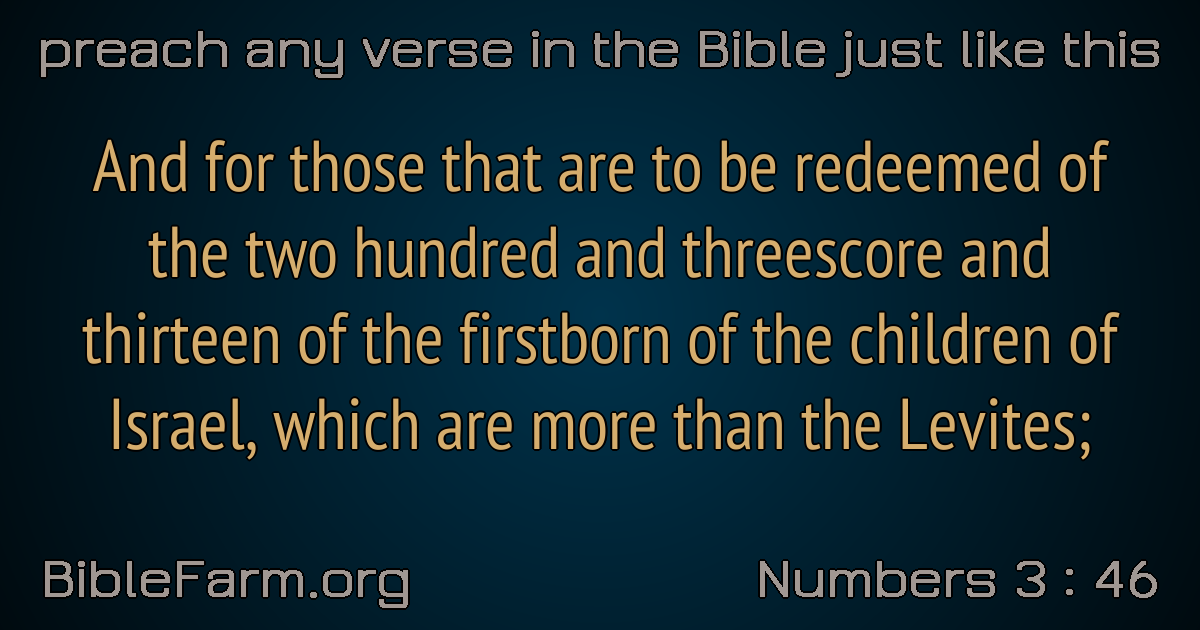 preach any verse in the Bible just like this
And for those that are to be redeemed of
the two hundred and threescore and
thirteen of the firstborn of the children of
Israel, which are more than the Levites;
BibleFarm.org
Numbers 3 : 46